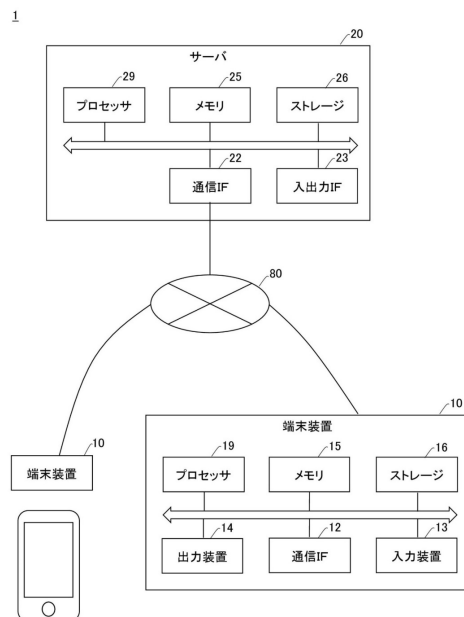 1
20
サーバ
29
25
26
プロセッサ
メモリ
ストレージ
22
23
通信IF
入出力IF
80
10
端末装置
10
端末装置
19
15
16
プロセッサ
メモリ
ストレージ
14
12
13
出力装置
通信IF
入力装置